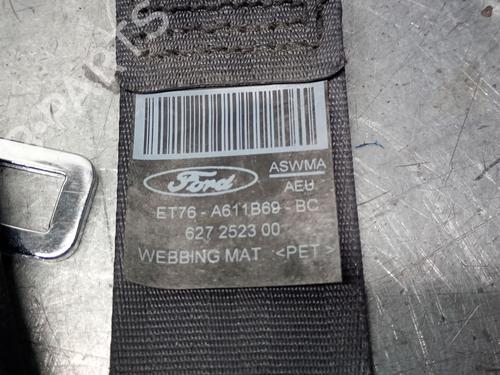 Ford
ASWMA
AEU
ET76 - A611B69 - BC
627 2523 00
WEBBING MAT <PET>